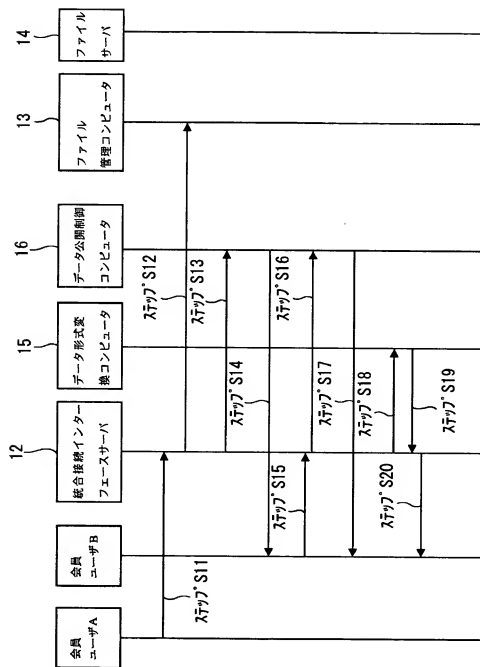 会員
ユーザA
会員
ユーザB
12
統合接続インター
フェースサーバ
15
データ形式変
換コンピュータ
16
データ公開制御
コンピュータ
13
ファイル
管理コンピュータ
14
ファイル
サーバ
ステップS11
ステップS12
ステップS13
ステップS14
ステップS15
ステップS16
ステップS17
ステップS18
ステップS19
ステップS20